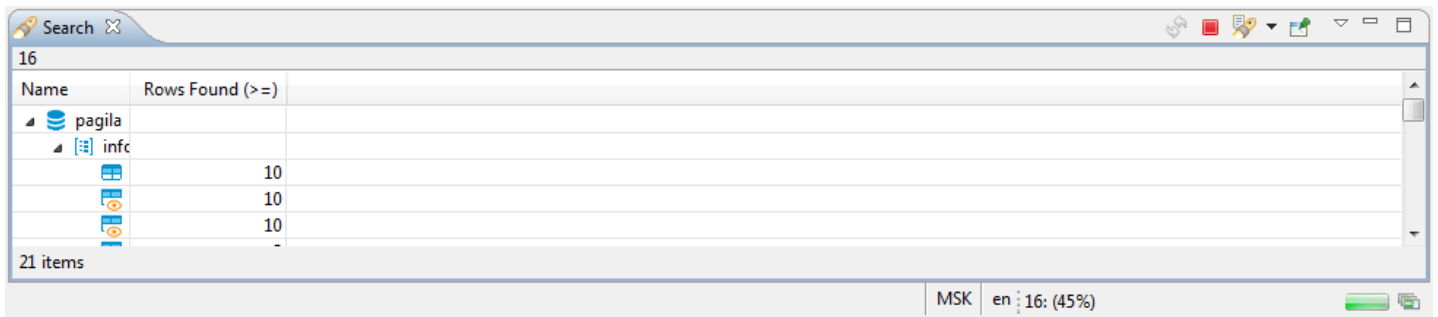 Search
16
Name Rows Found (>=)
pagila
info
10
10
10
21 items
MSK en 16: (45%)